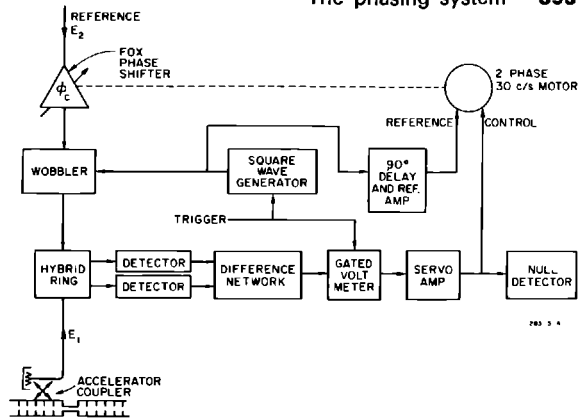 The phasing system
REFERENCE
E2
FOX
PHASE
SHIFTER
ϕc
2 PHASE
30 c/s MOTOR
REFERENCE
CONTROL
WOBBLER
SQUARE
WAVE
GENERATOR
90°
DELAY
AND REF.
AMP
TRIGGER
HYBRID
RING
DETECTOR
DETECTOR
DIFFERENCE
NETWORK
GATED
VOLT
METER
SERVO
AMP
NULL
DETECTOR
E1
ACCELERATOR
COUPLER